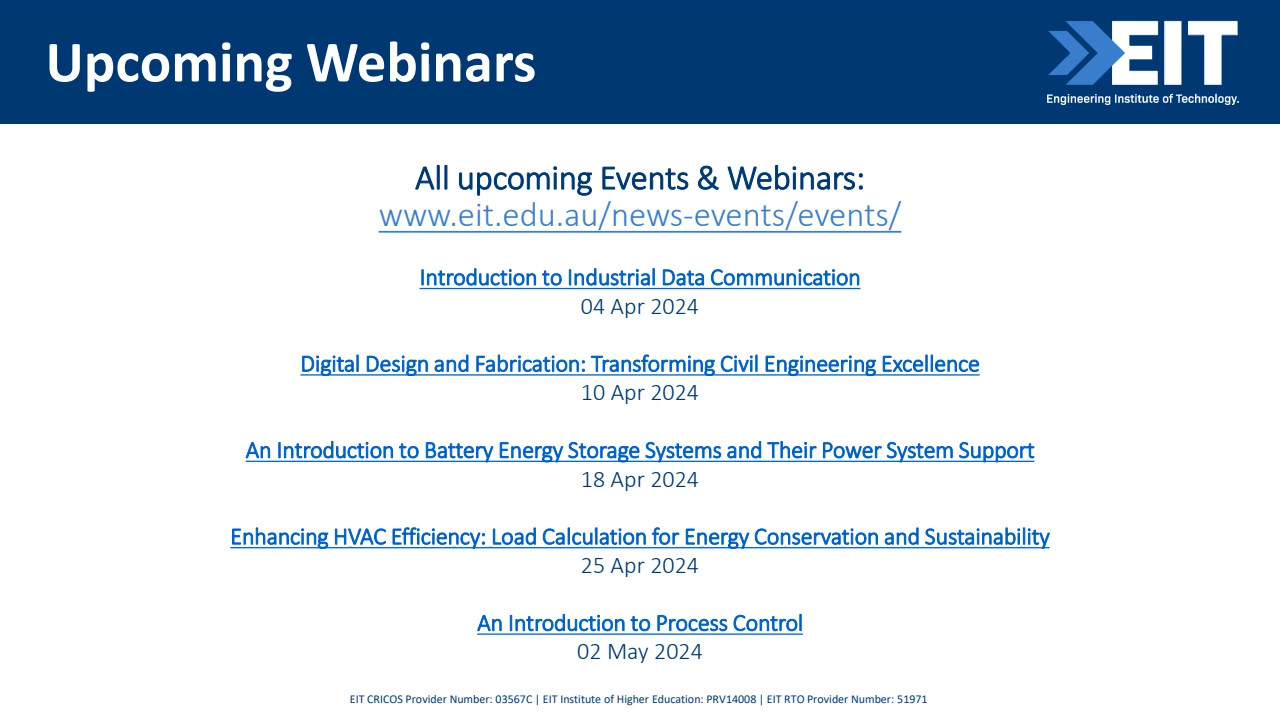 Upcoming Webinars
EIT
Engineering Institute of Technology.
All upcoming Events & Webinars:
www.eit.edu.au/news-events/events/
Introduction to Industrial Data Communication
04 Apr 2024
Digital Design and Fabrication: Transforming Civil Engineering Excellence
10 Apr 2024
An Introduction to Battery Energy Storage Systems and Their Power System Support
18 Apr 2024
Enhancing HVAC Efficiency: Load Calculation for Energy Conservation and Sustainability
25 Apr 2024
An Introduction to Process Control
02 May 2024
EIT CRICOS Provider Number: 03567C | EIT Institute of Higher Education: PRV14008 | EIT RTO Provider Number: 51971